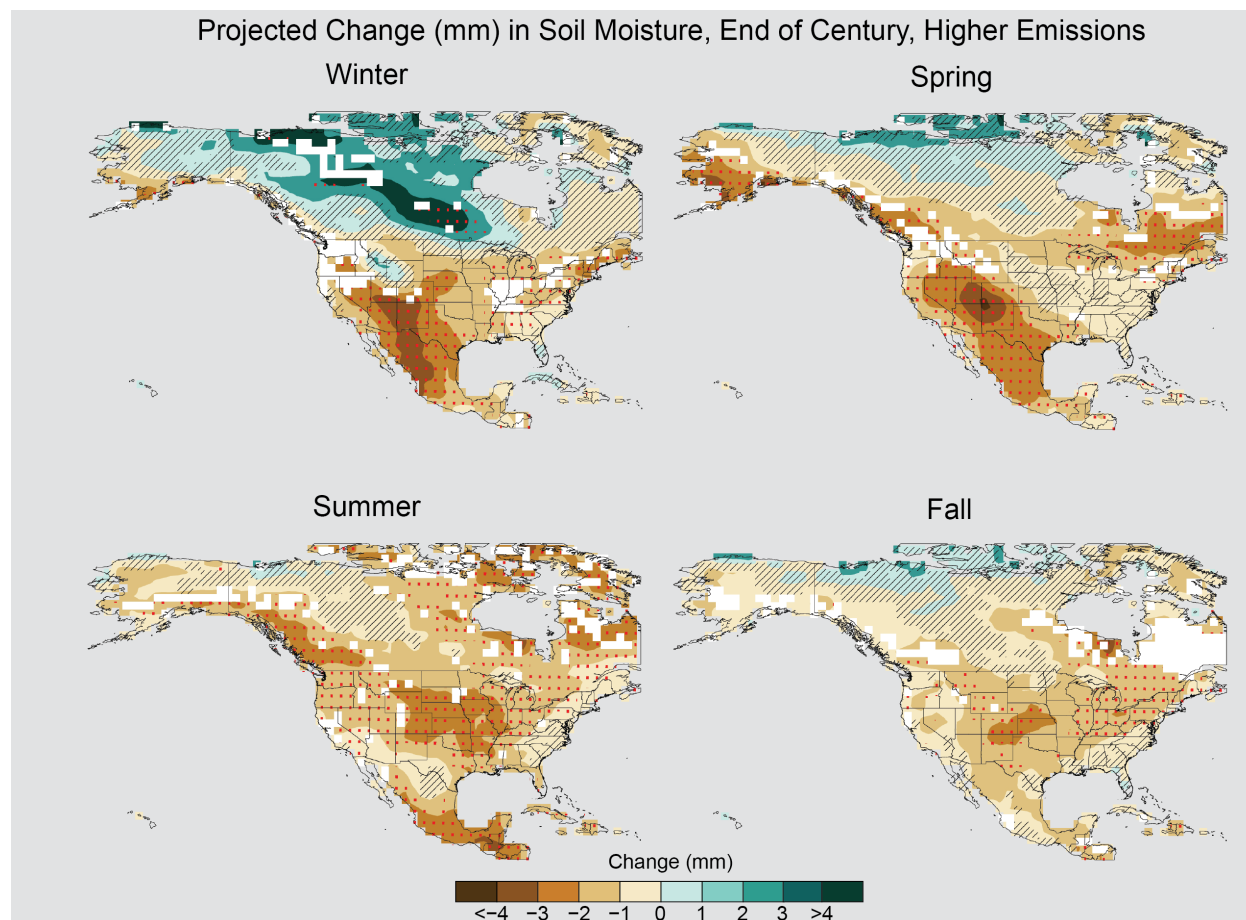 Projected Change (mm) in Soil Moisture, End of Century, Higher Emissions
Winter
Spring
Summer
Fall
Change (mm)
<−4 −3 −2 −1 0 1 2 3 >4